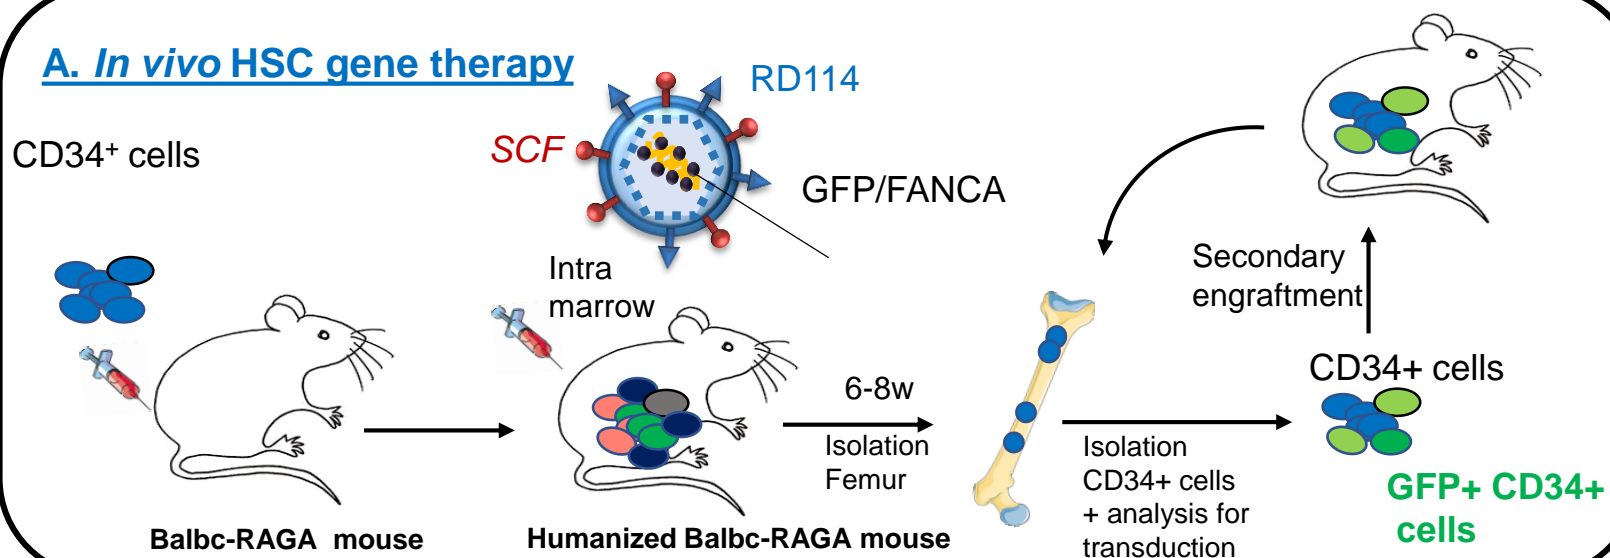 A. In vivo HSC gene therapy
RD114
SCF
CD34+ cells
GFP/FANCA
Intra
marrow
Secondary
engraftment
CD34+ cells
6-8w
Isolation
Femur
Isolation
CD34+ cells
+ analysis for
transduction
GFP+ CD34+
cells
Balbc-RAGA mouse
Humanized Balbc-RAGA mouse